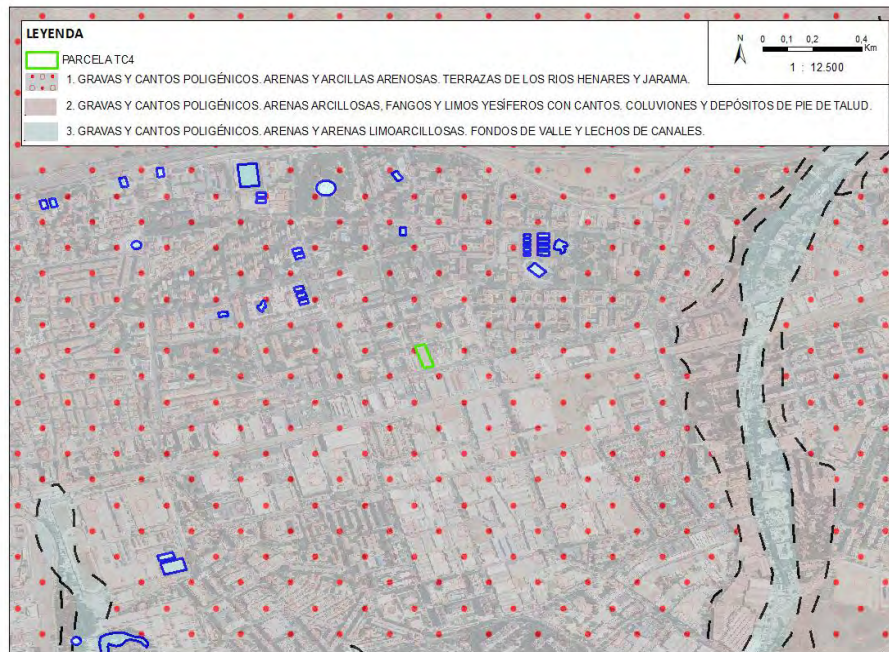 LEYENDA
PARCELA TC4
1. GRAVAS Y CANTOS POLIGÉNICOS. ARENAS Y ARCILLAS ARENOSAS. TERRAZAS DE LOS RIOS HENARES Y JARAMA.
2. GRAVAS Y CANTOS POLIGÉNICOS. ARENAS ARCILLOSAS, FANGOS Y LIMOS YESÍFEROS CON CANTOS. COLUVIONES Y DEPÓSITOS DE PIE DE TALUD.
3. GRAVAS Y CANTOS POLIGÉNICOS. ARENAS Y ARENAS LIMOARCILLOSAS. FONDOS DE VALLE Y LECHOS DE CANALES.
N
0 0,1 0,2 0,4
Km
1 : 12.500